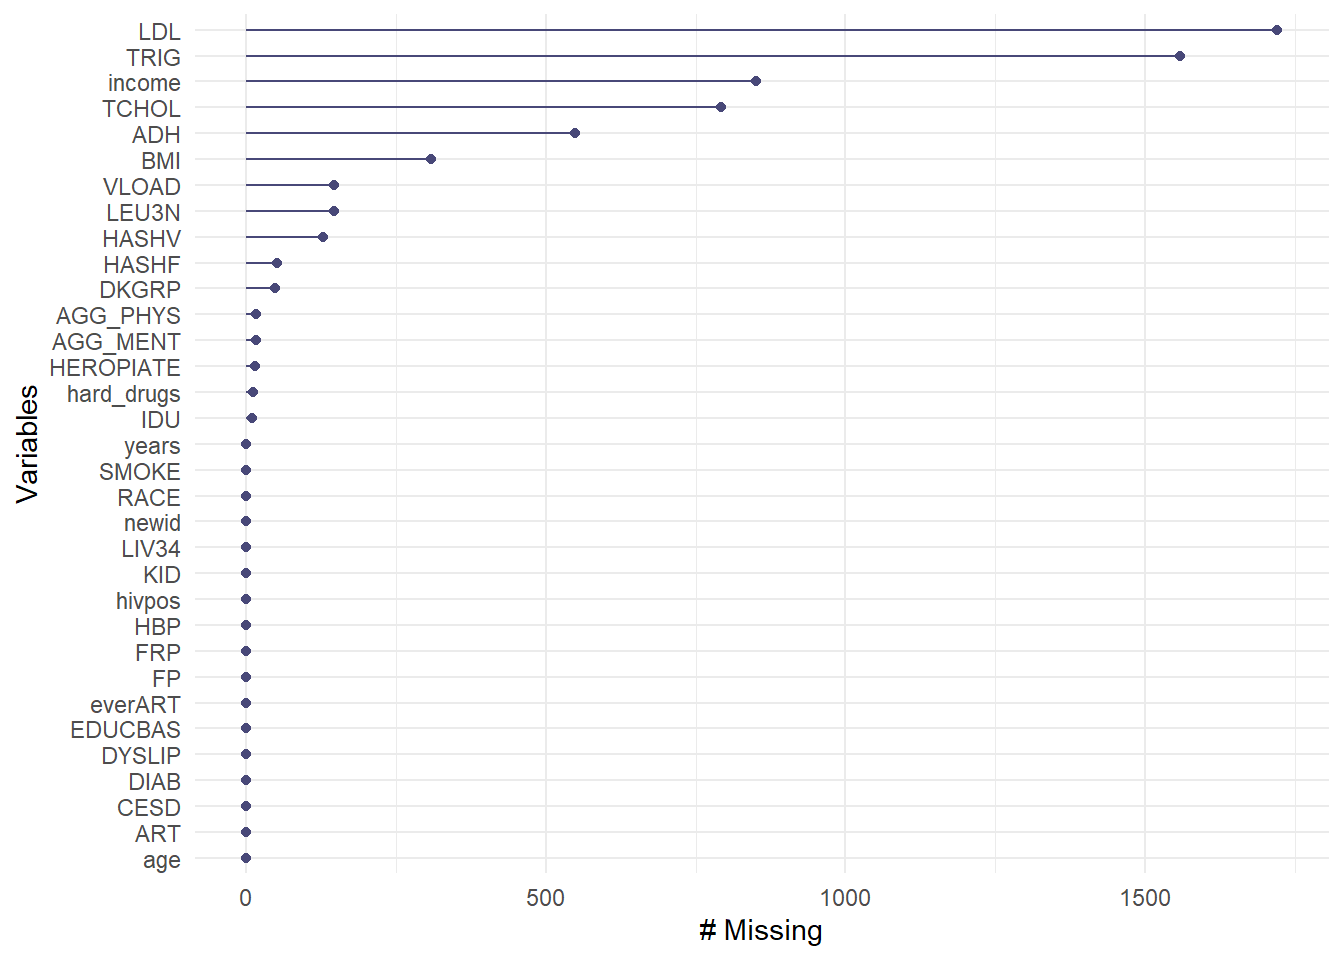 LDL
TRIG
income
TCHOL
ADH
BMI
VLOAD
LEU3N
HASHV
HASHF
DKGRP
AGG_PHYS
AGG_MENT
HEROPIATE
hard_drugs
IDU
years
SMOKE
RACE
newid
LIV34
KID
hivpos
HBP
FRP
FP
everART
EDUCBAS
DYSLIP
DIAB
CESD
ART
age
Variables
0 500 1000 1500
# Missing